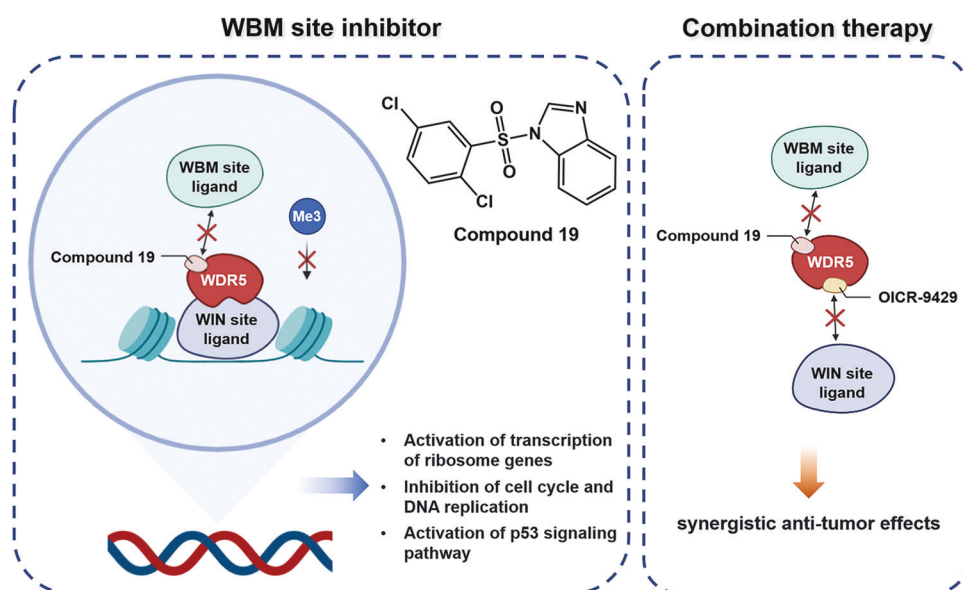 WBM site inhibitor
WBM site
ligand
Me3
Compound 19
WDR5
WIN site
ligand
Cl
O
S
O
N
N
Cl
Compound 19
• Activation of transcription
of ribosome genes
• Inhibition of cell cycle and
DNA replication
• Activation of p53 signaling
pathway
Combination therapy
WBM site
ligand
Compound 19
WDR5
OICR-9429
WIN site
ligand
synergistic anti-tumor effects